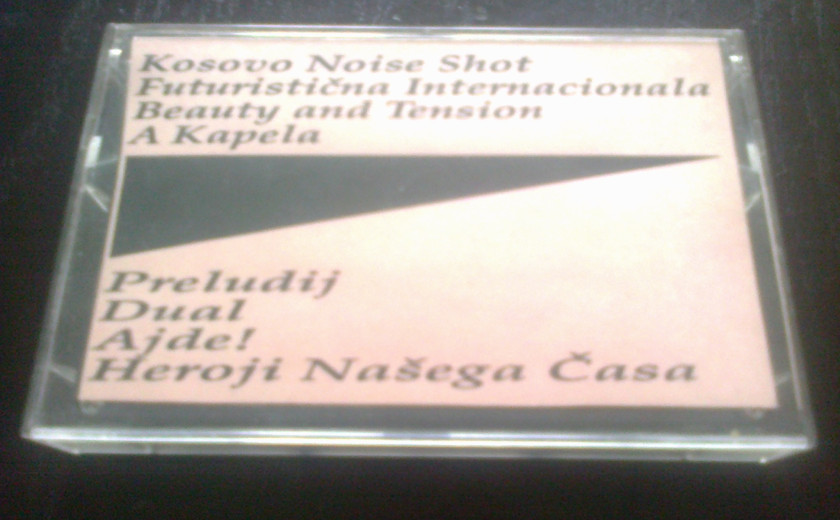 Kosovo Noise Shot
Futuristična Internacionala
Beauty and Tension
A Kapela
Preludij
Dual
Ajde!
Heroji Našega Časa